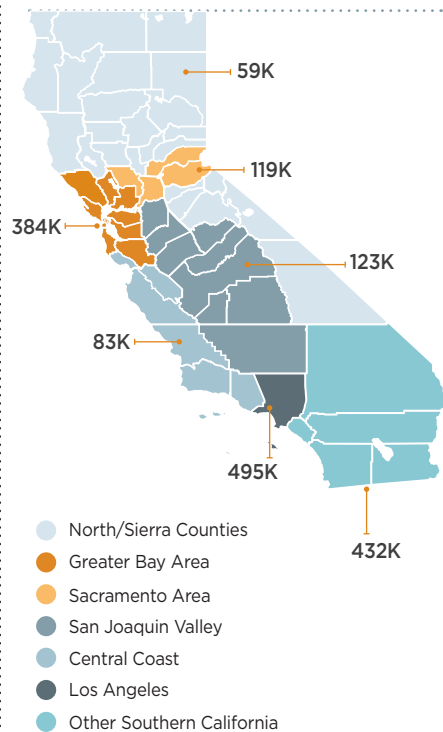 59K
119K
384K
123K
83K
495K
432K
North/Sierra Counties
Greater Bay Area
Sacramento Area
San Joaquin Valley
Central Coast
Los Angeles
Other Southern California